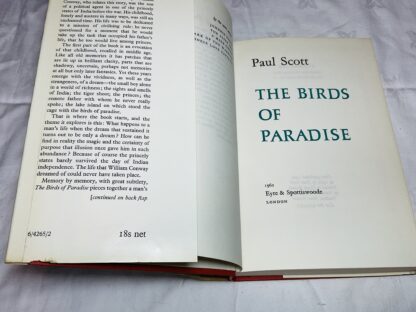 Conway, who relates this story, was the son
of a political agent in one of the princely
states of India before the war. His childhood,
lonely and austere in many ways, was still an
enchanted time. His life was to be dedicated
to a mission of civilizing rule: he never
questioned for a moment that he would
take up the task that occupied his father's
life, that he too would live among princes.
The first part of the book is an evocation
of that childhood, recalled in middle age.
Like all old memories it has patches that
are lit up in brilliant clarity, parts that are
shadowy, uncertain, perhaps not memories
at all but only later fantasies. Yet these years
emerge with the vividness, as well as the
strangeness, of a dream—the small boy alone
in a world of richness; the sights and smells
of India; the tiger shoot; the princes; the
remote father with whom he never really
spoke; the lake island on which stood the
cage with the birds of paradise.
That is where the book starts, and the
theme it explores is this: What happens to a
man's life when the dream that sustained it
turns out to be only a dream? How can he
find in reality the magic and the certainty of
purpose that illusion once gave him in such
abundance? Because of course the princely
states barely survived the day of Indian
independence. The life that William Conway
dreamed of could never have taken place.
Memory by memory, with great subtlety,
The Birds of Paradise pieces together a man's
[continued on back flap
6/4265/2
18s net
Paul Scott
THE BIRDS
OF
PARADISE
1962
Eyre & Spottiswoode
LONDON